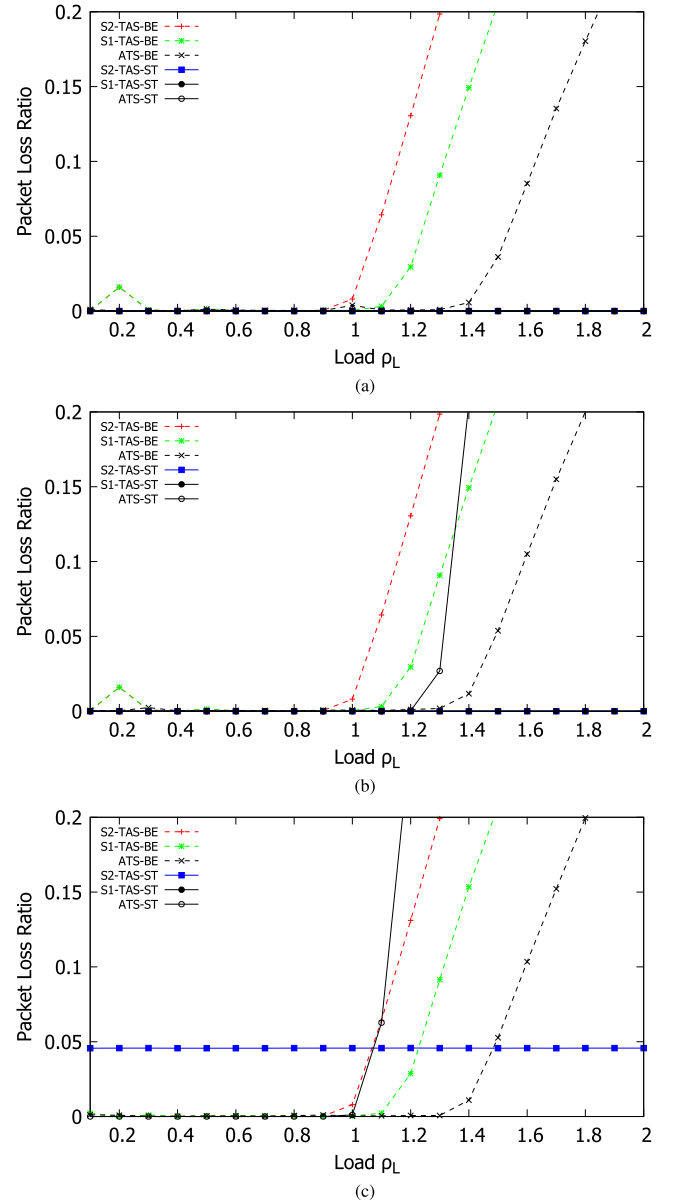 0.2
S2-TAS-BE
S1-TAS-BE
ATS-BE
S2-TAS-ST
S1-TAS-ST
ATS-ST
0.15
0.1
0.05
0
Packet Loss Ratio
0.2 0.4 0.6 0.8 1 1.2 1.4 1.6 1.8 2
Load ρL
(a)
0.2
S2-TAS-BE
S1-TAS-BE
ATS-BE
S2-TAS-ST
S1-TAS-ST
ATS-ST
0.15
0.1
0.05
0
Packet Loss Ratio
0.2 0.4 0.6 0.8 1 1.2 1.4 1.6 1.8 2
Load ρL
(b)
0.2
S2-TAS-BE
S1-TAS-BE
ATS-BE
S2-TAS-ST
S1-TAS-ST
ATS-ST
0.15
0.1
0.05
0
Packet Loss Ratio
0.2 0.4 0.6 0.8 1 1.2 1.4 1.6 1.8 2
Load ρL
(c)